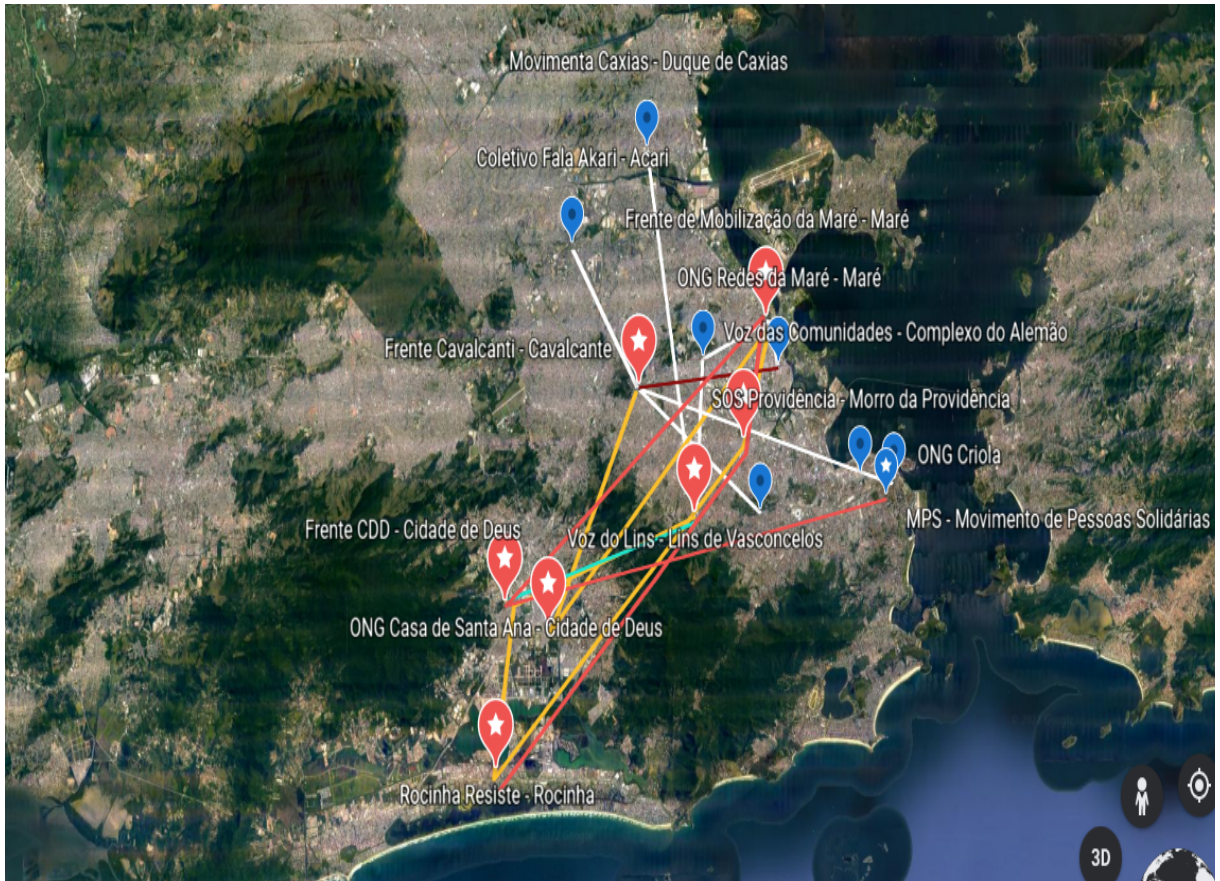 Movimenta Caxias - Duque de Caxias
Coletivo Fala Akari - Acari
Frente de Mobilização da Maré - Maré
ONG Redes da Maré - Maré
Voz das Comunidades - Complexo do Alemão
Frente Cavalcanti - Cavalcante
SOS Providência - Morro da Providência
ONG Criola
MPS - Movimento de Pessoas Solidárias
Frente CDD - Cidade de Deus
Voz do Lins - Lins de Vasconcelos
ONG Casa de Santa Ana - Cidade de Deus
Rocinha Resiste - Rocinha
3D